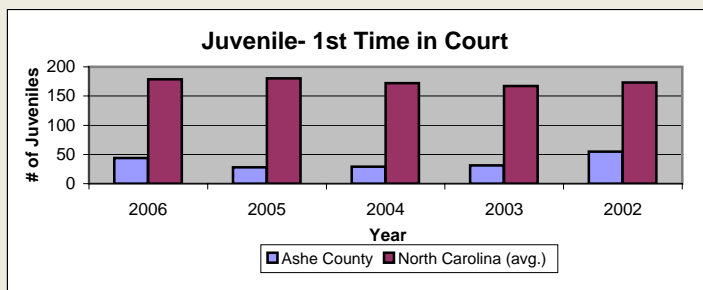 Juvenile- 1st Time in Court
200
150
100
50
0
# of Juveniles
2006 2005 2004 2003 2002
Year
Ashe County North Carolina (avg.)